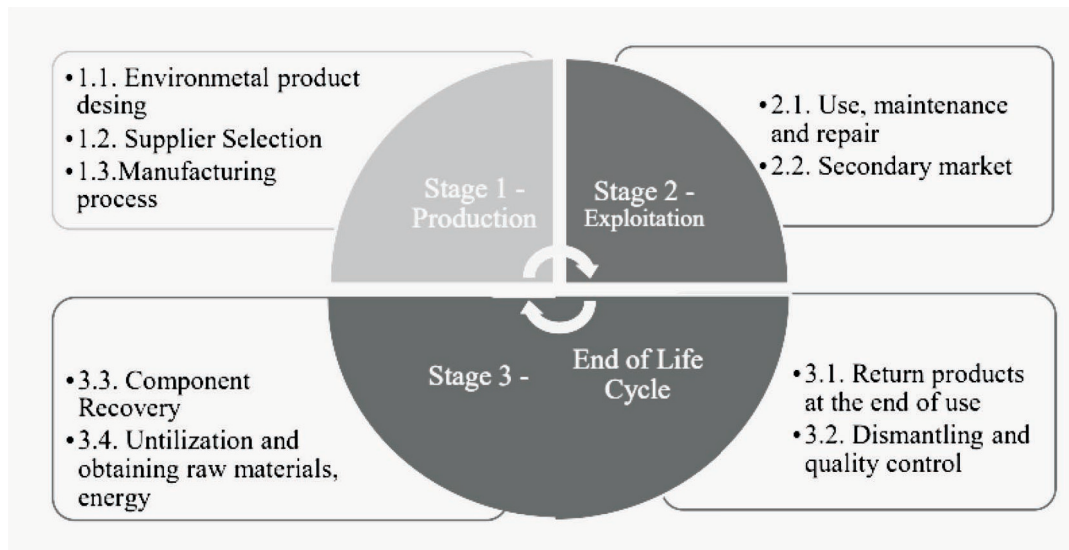 •1.1. Environmetal product
desing
•1.2. Supplier Selection
•1.3.Manufacturing
process
Stage 1 -
Production
Stage 2 -
Exploitation
•2.1. Use, maintenance
and repair
•2.2. Secondary market
•3.3. Component
Recovery
•3.4. Untilization and
obtaining raw materials,
energy
Stage 3 -
End of Life
Cycle
•3.1. Return products
at the end of use
•3.2. Dismantling and
quality control